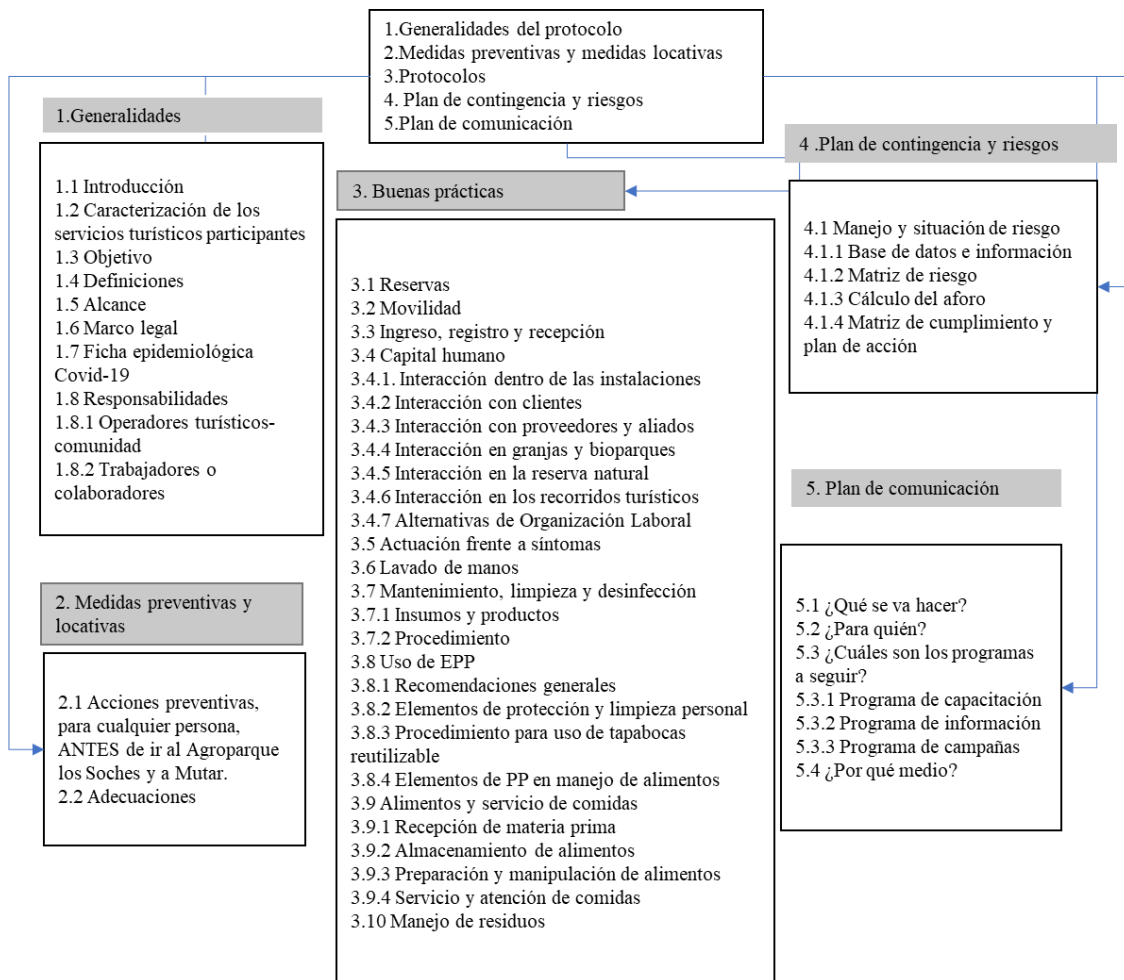 1.Generalidades del protocolo
2.Medidas preventivas y medidas locativas
3.Protocolos
4. Plan de contingencia y riesgos
5.Plan de comunicación
1.Generalidades
1.1 Introducción
1.2 Caracterización de los
servicios turísticos participantes
1.3 Objetivo
1.4 Definiciones
1.5 Alcance
1.6 Marco legal
1.7 Ficha epidemiológica
Covid-19
1.8 Responsabilidades
1.8.1 Operadores turísticos-
comunidad
1.8.2 Trabajadores o
colaboradores
2. Medidas preventivas y
locativas
2.1 Acciones preventivas,
para cualquier persona,
ANTES de ir al Agroparque
los Soches y a Mutar.
2.2 Adecuaciones
3. Buenas prácticas
3.1 Reservas
3.2 Movilidad
3.3 Ingreso, registro y recepción
3.4 Capital humano
3.4.1. Interacción dentro de las instalaciones
3.4.2 Interacción con clientes
3.4.3 Interacción con proveedores y aliados
3.4.4 Interacción en granjas y bioparques
3.4.5 Interacción en la reserva natural
3.4.6 Interacción en los recorridos turísticos
3.4.7 Alternativas de Organización Laboral
3.5 Actuación frente a síntomas
3.6 Lavado de manos
3.7 Mantenimiento, limpieza y desinfección
3.7.1 Insumos y productos
3.7.2 Procedimiento
3.8 Uso de EPP
3.8.1 Recomendaciones generales
3.8.2 Elementos de protección y limpieza personal
3.8.3 Procedimiento para uso de tapabocas
reutilizable
3.8.4 Elementos de PP en manejo de alimentos
3.9 Alimentos y servicio de comidas
3.9.1 Recepción de materia prima
3.9.2 Almacenamiento de alimentos
3.9.3 Preparación y manipulación de alimentos
3.9.4 Servicio y atención de comidas
3.10 Manejo de residuos
4 .Plan de contingencia y riesgos
4.1 Manejo y situación de riesgo
4.1.1 Base de datos e información
4.1.2 Matriz de riesgo
4.1.3 Cálculo del aforo
4.1.4 Matriz de cumplimiento y
plan de acción
5. Plan de comunicación
5.1 ¿Qué se va hacer?
5.2 ¿Para quién?
5.3 ¿Cuáles son los programas
a seguir?
5.3.1 Programa de capacitación
5.3.2 Programa de información
5.3.3 Programa de campañas
5.4 ¿Por qué medio?